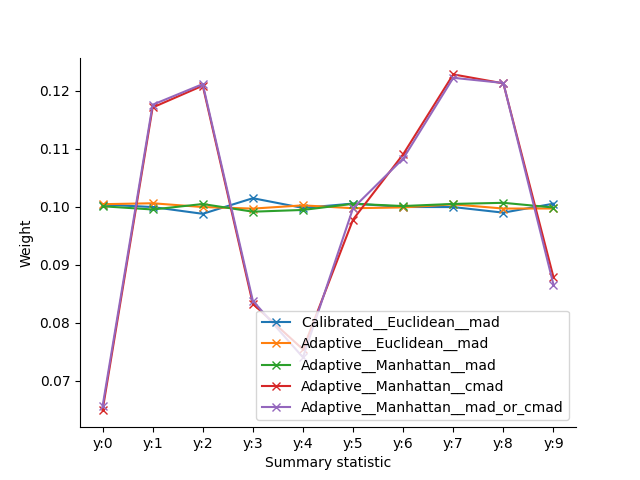 0.12
0.11
0.10
0.09
0.08
0.07
Weight
Calibrated__Euclidean__mad
Adaptive__Euclidean__mad
Adaptive__Manhattan__mad
Adaptive__Manhattan__cmad
Adaptive__Manhattan__mad_or_cmad
y:0 y:1 y:2 y:3 y:4 y:5 y:6 y:7 y:8 y:9
Summary statistic